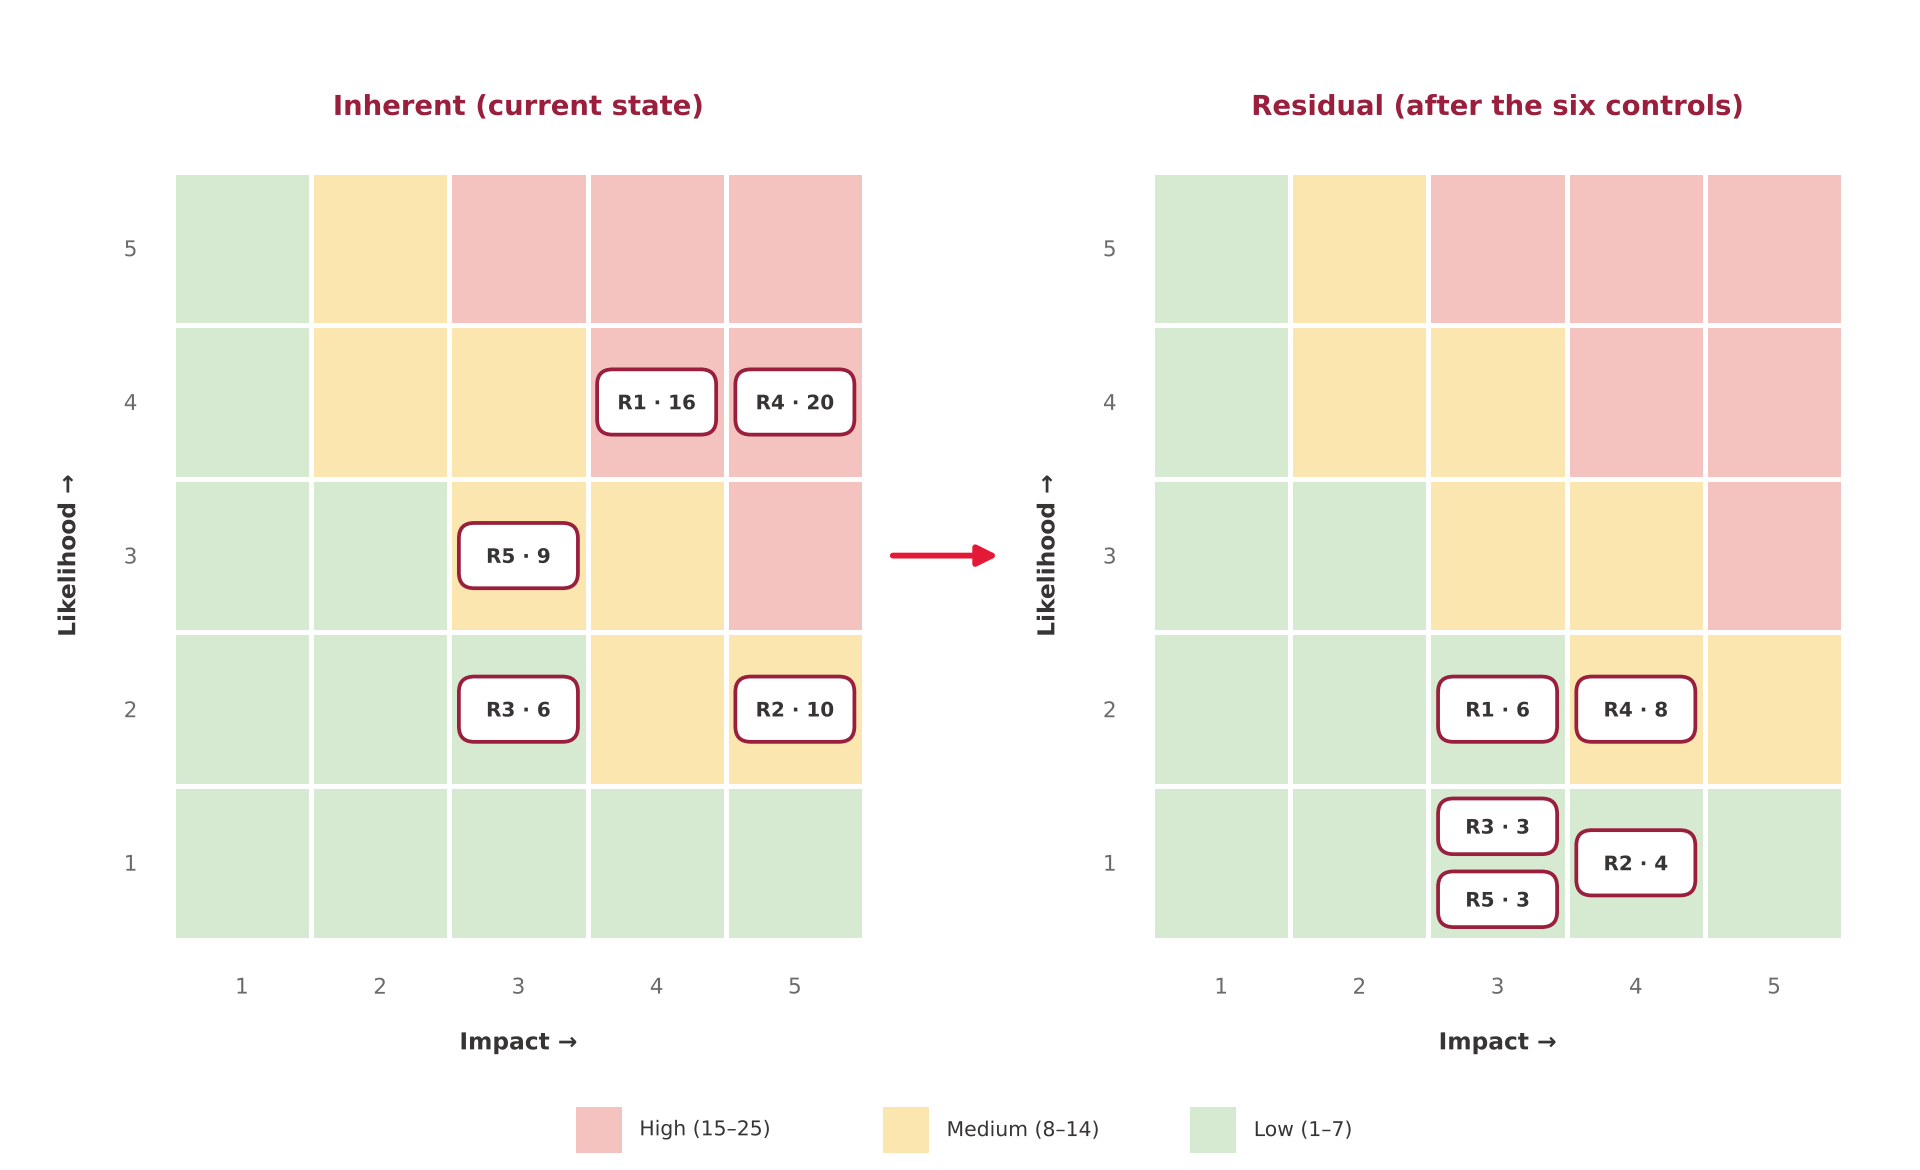 Inherent (current state)
5
4
3
2
1
Likelihood →
R1 · 16
R4 · 20
R5 · 9
R3 · 6
R2 · 10
1 2 3 4 5
Impact →
Residual (after the six controls)
5
4
3
2
1
Likelihood →
R1 · 6
R4 · 8
R3 · 3
R2 · 4
R5 · 3
1 2 3 4 5
Impact →
High (15–25)
Medium (8–14)
Low (1–7)